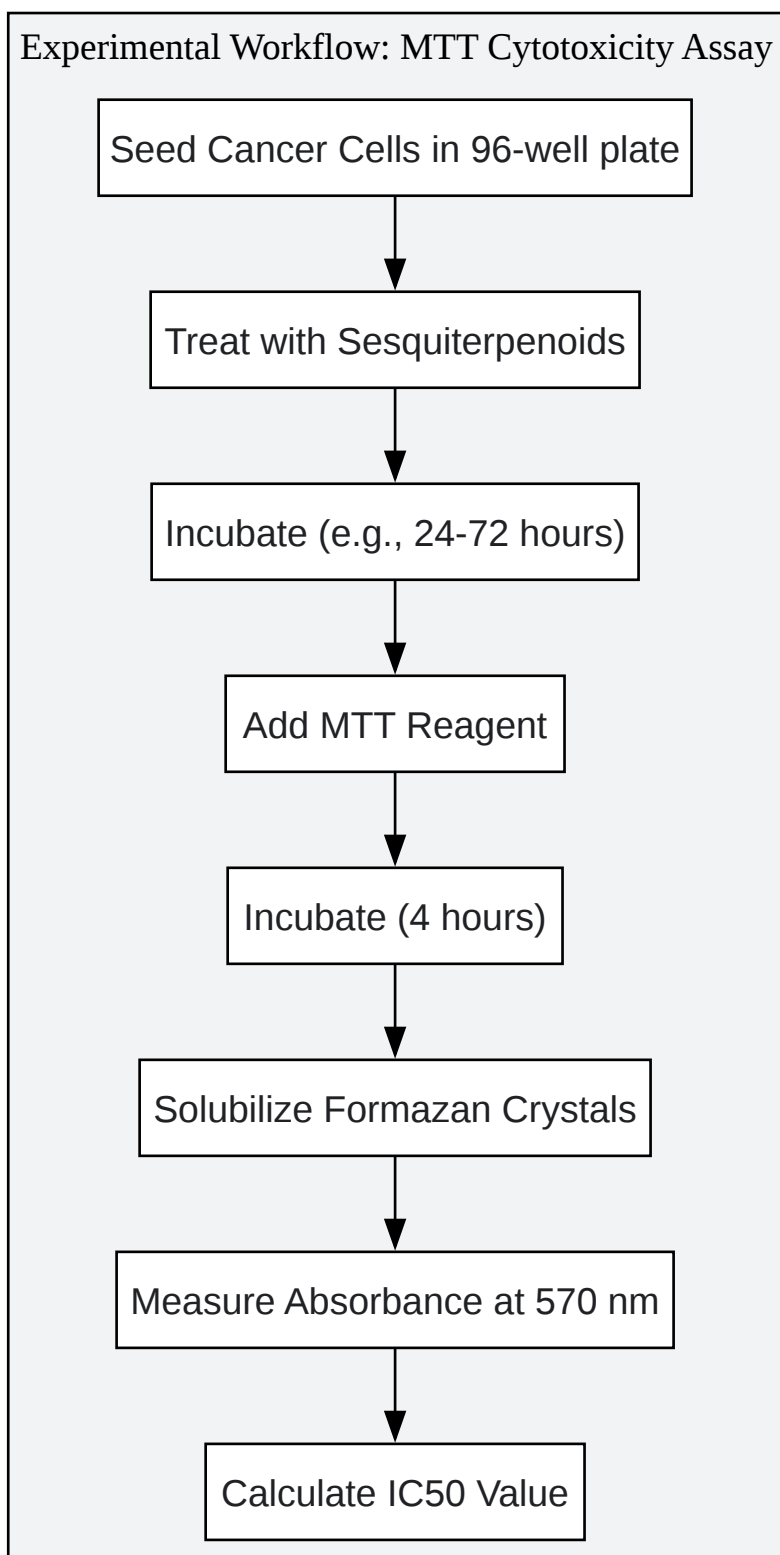 Experimental Workflow: MTT Cytotoxicity Assay
Seed Cancer Cells in 96-well plate
Treat with Sesquiterpenoids
Incubate (e.g., 24-72 hours)
Add MTT Reagent
Incubate (4 hours)
Solubilize Formazan Crystals
Measure Absorbance at 570 nm
Calculate IC50 Value